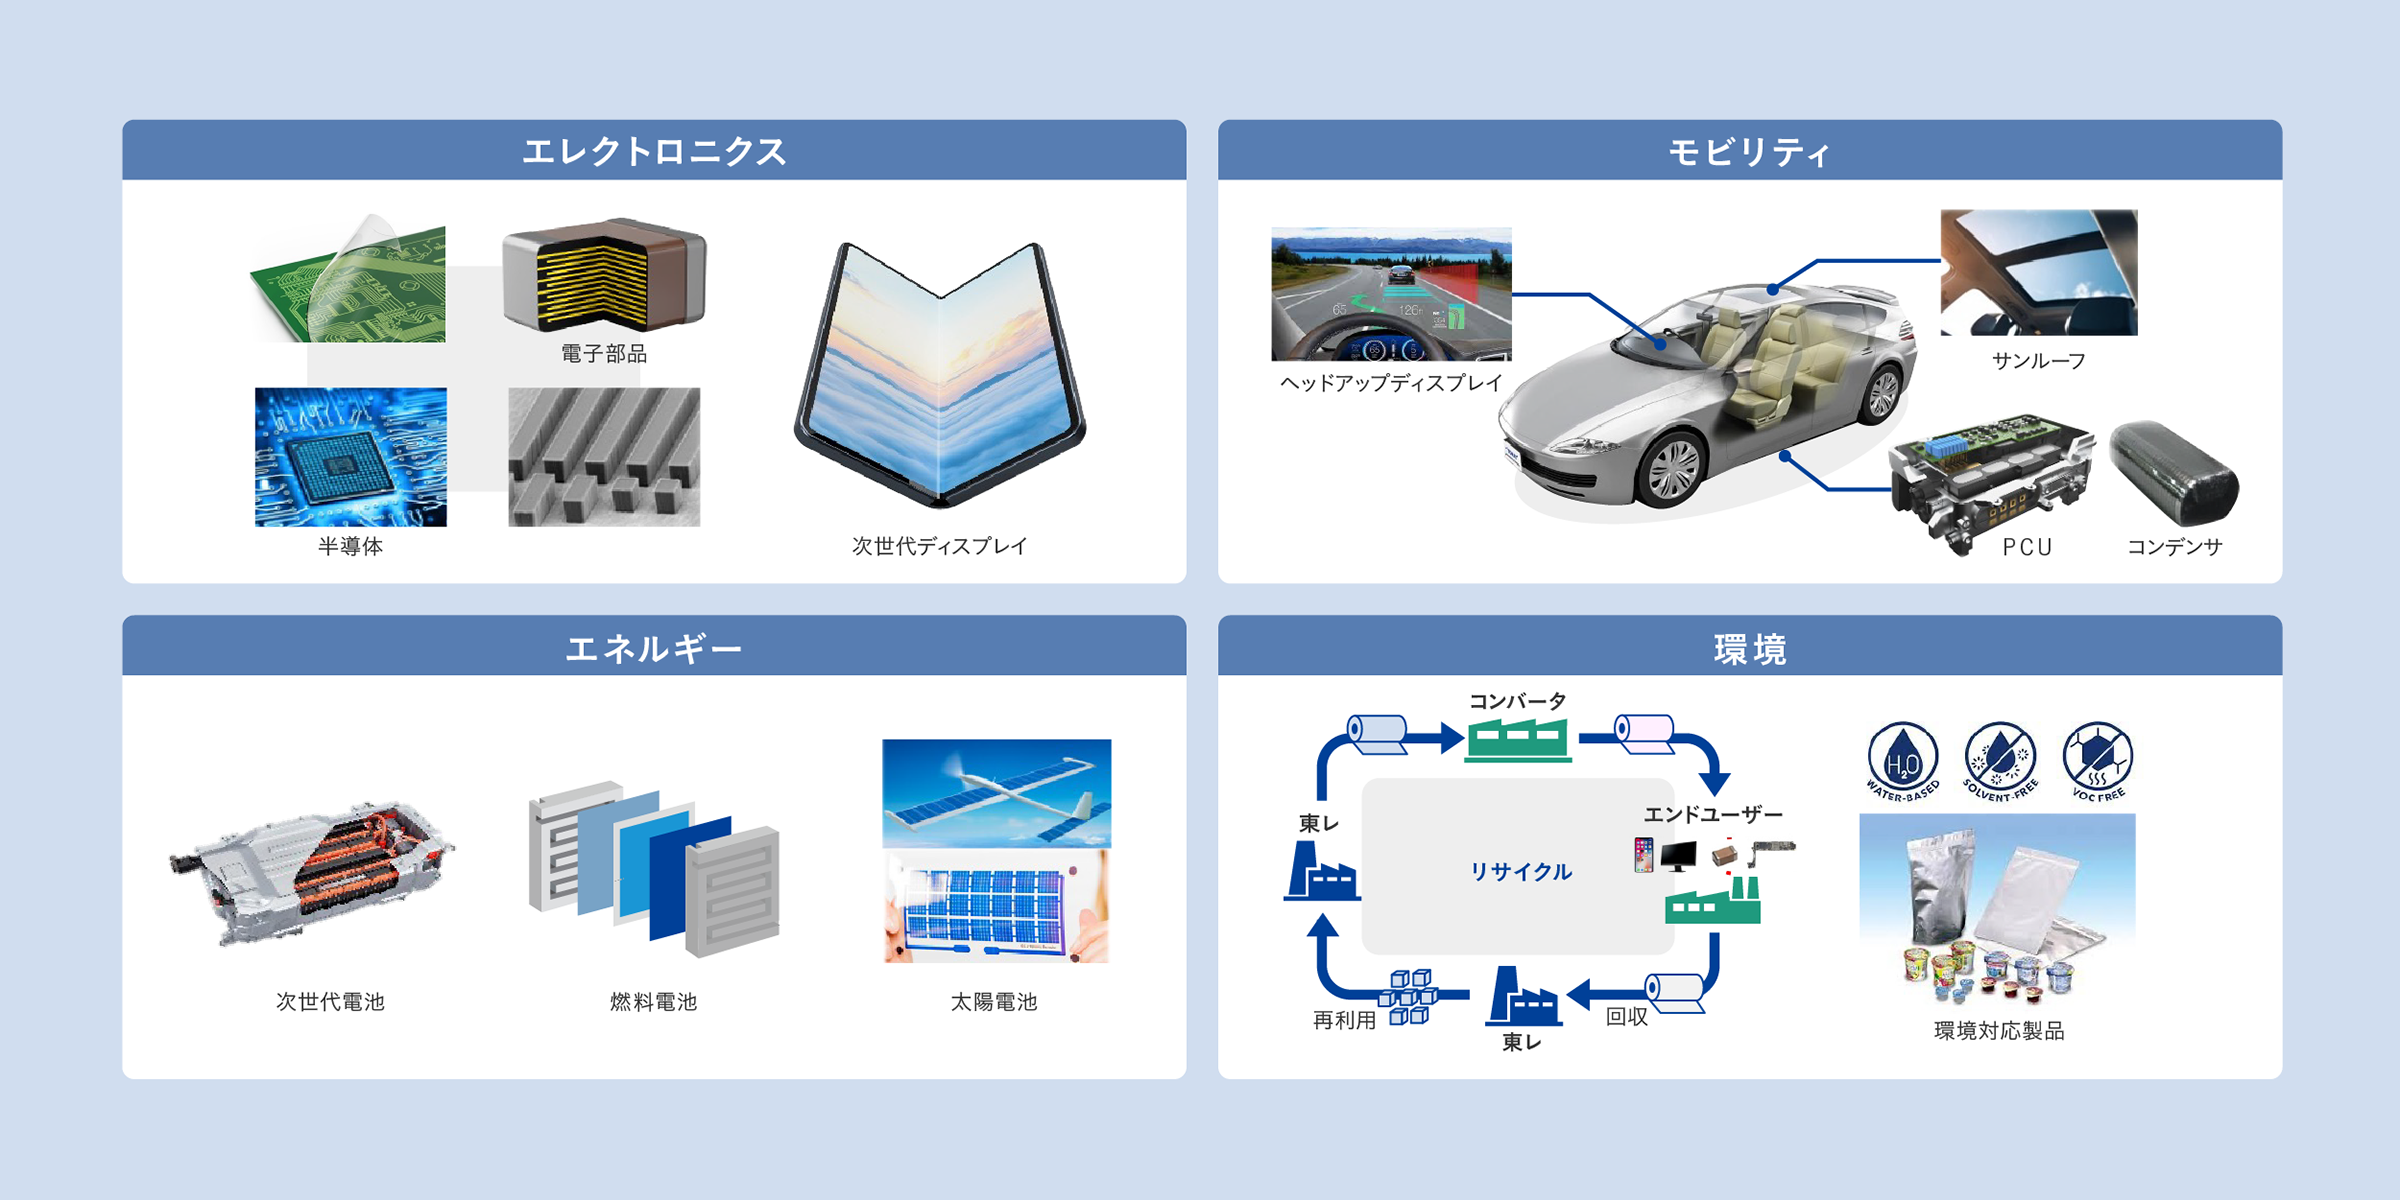 エレクトロニクス
電子部品
半導体
次世代ディスプレイ
モビリティ
65
126
ヘッドアップディスプレイ
サンルーフ
PCU
コンデンサ
エネルギー
次世代電池
燃料電池
太陽電池
環境
コンバータ
東レ
エンドユーザー
リサイクル
再利用
回収
東レ
H₂O
WATER-BASED
SOLVENT-FREE
VOC FREE
環境対応製品